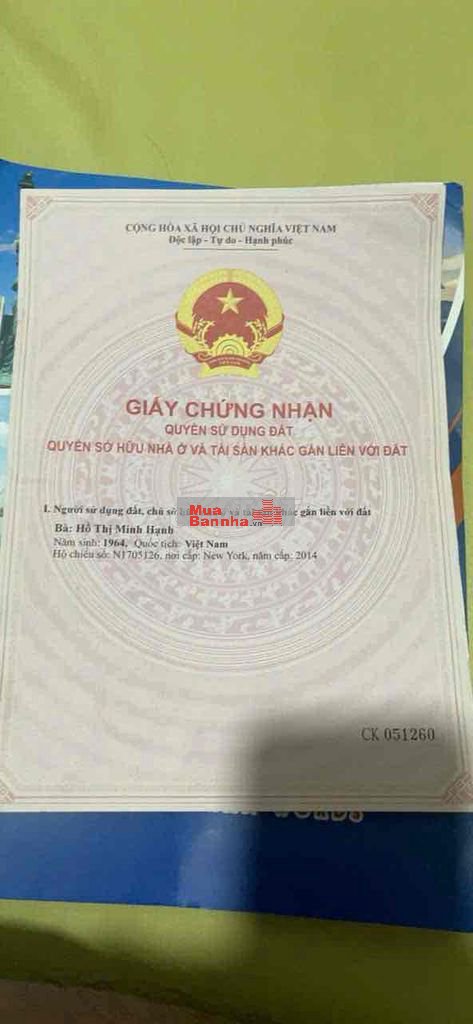 CỘNG HÒA XÃ HỘI CHỦ NGHĨA VIỆT NAM
Độc lập - Tự do - Hạnh phúc
GIẤY CHỨNG NHẬN
QUYỀN SỬ DỤNG ĐẤT
QUYỀN SỞ HỮU NHÀ Ở VÀ TÀI SẢN KHÁC GẮN LIỀN VỚI ĐẤT
I. Người sử dụng đất, chủ sở và tài khác gắn liền với đất
Mua
Bannha.vn
Bà: Hồ Thị Minh Hạnh
Năm sinh: 1964, Quốc tịch: Việt Nam
Hộ chiếu số: N1705126, nơi cấp: New York, năm cấp: 2014
CK 051260